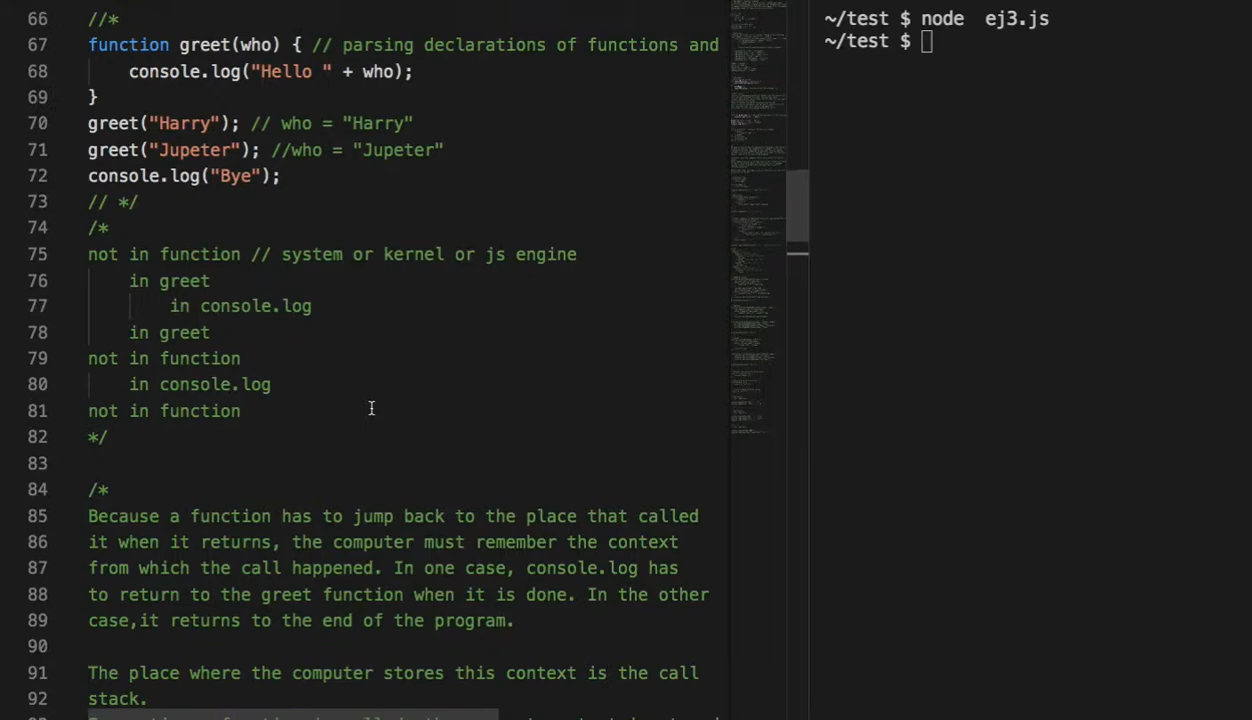 66 //*
67 function greet(who) { // parsing declarations of functions and
68 console.log("Hello " + who);
69 }
70 greet("Harry"); // who = "Harry"
71 greet("Jupeter"); //who = "Jupeter"
72 console.log("Bye");
73 // */
74 /*
75 not in function // system or kernel or js engine
76 in greet
77 in console.log
78 in greet
79 not in function
80 in console.log
81 not in function
82 */
83
84 /*
85 Because a function has to jump back to the place that called
86 it when it returns, the computer must remember the context
87 from which the call happened. In one case, console.log has
88 to return to the greet function when it is done. In the other
89 case,it returns to the end of the program.
90
91 The place where the computer stores this context is the call
92 stack.
~/test $ node  ej3.js
~/test $